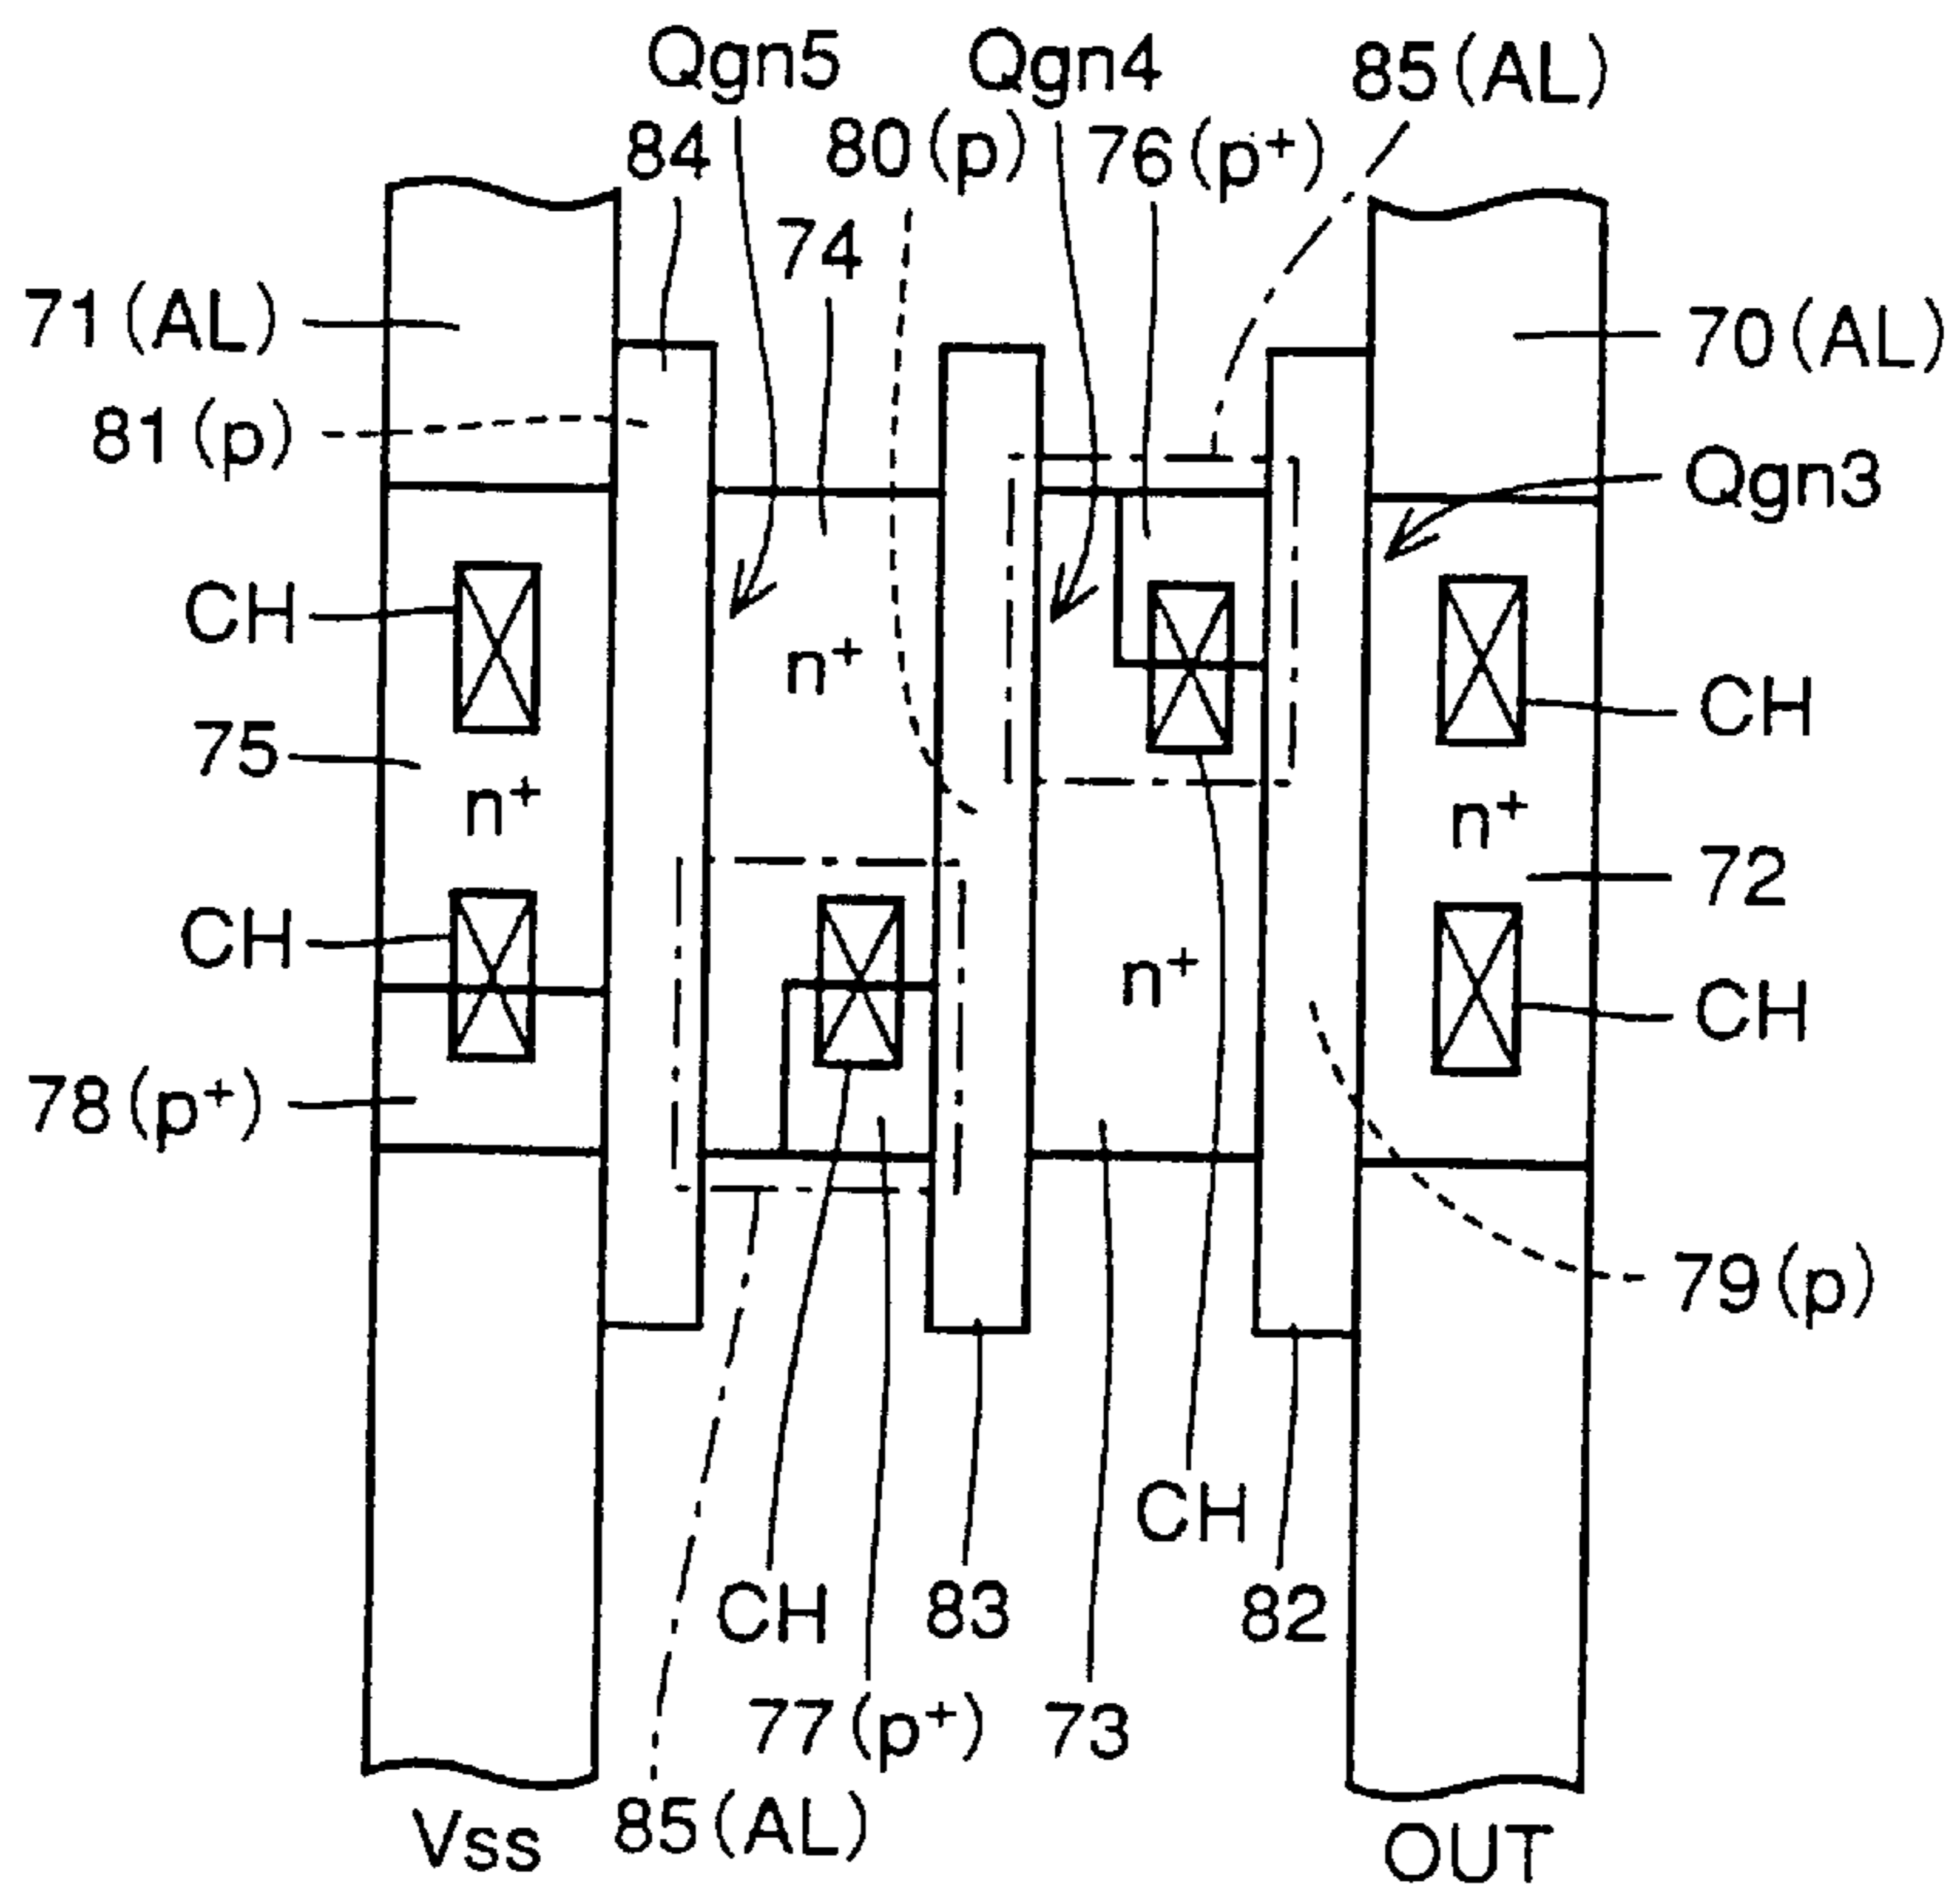 Qgn5 Qgn4 85(AL)
84 80(p) 76(p⁺)
74
71(AL) 70(AL)
81(p) Qgn3
CH n⁺ CH
75 n⁺ n⁺
72
CH n⁺ CH
78(p⁺)
79(p)
CH
CH 83 82
77(p⁺) 73
Vss 85(AL) OUT